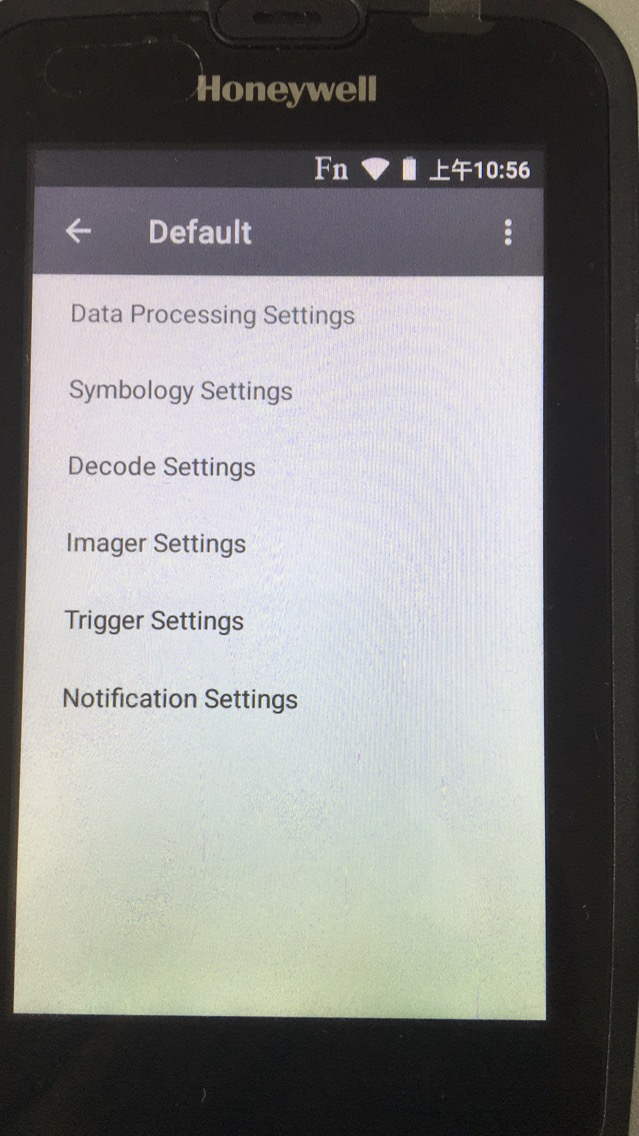 Honeywell
Fn 上午10:56
Default
Data Processing Settings
Symbology Settings
Decode Settings
Imager Settings
Trigger Settings
Notification Settings